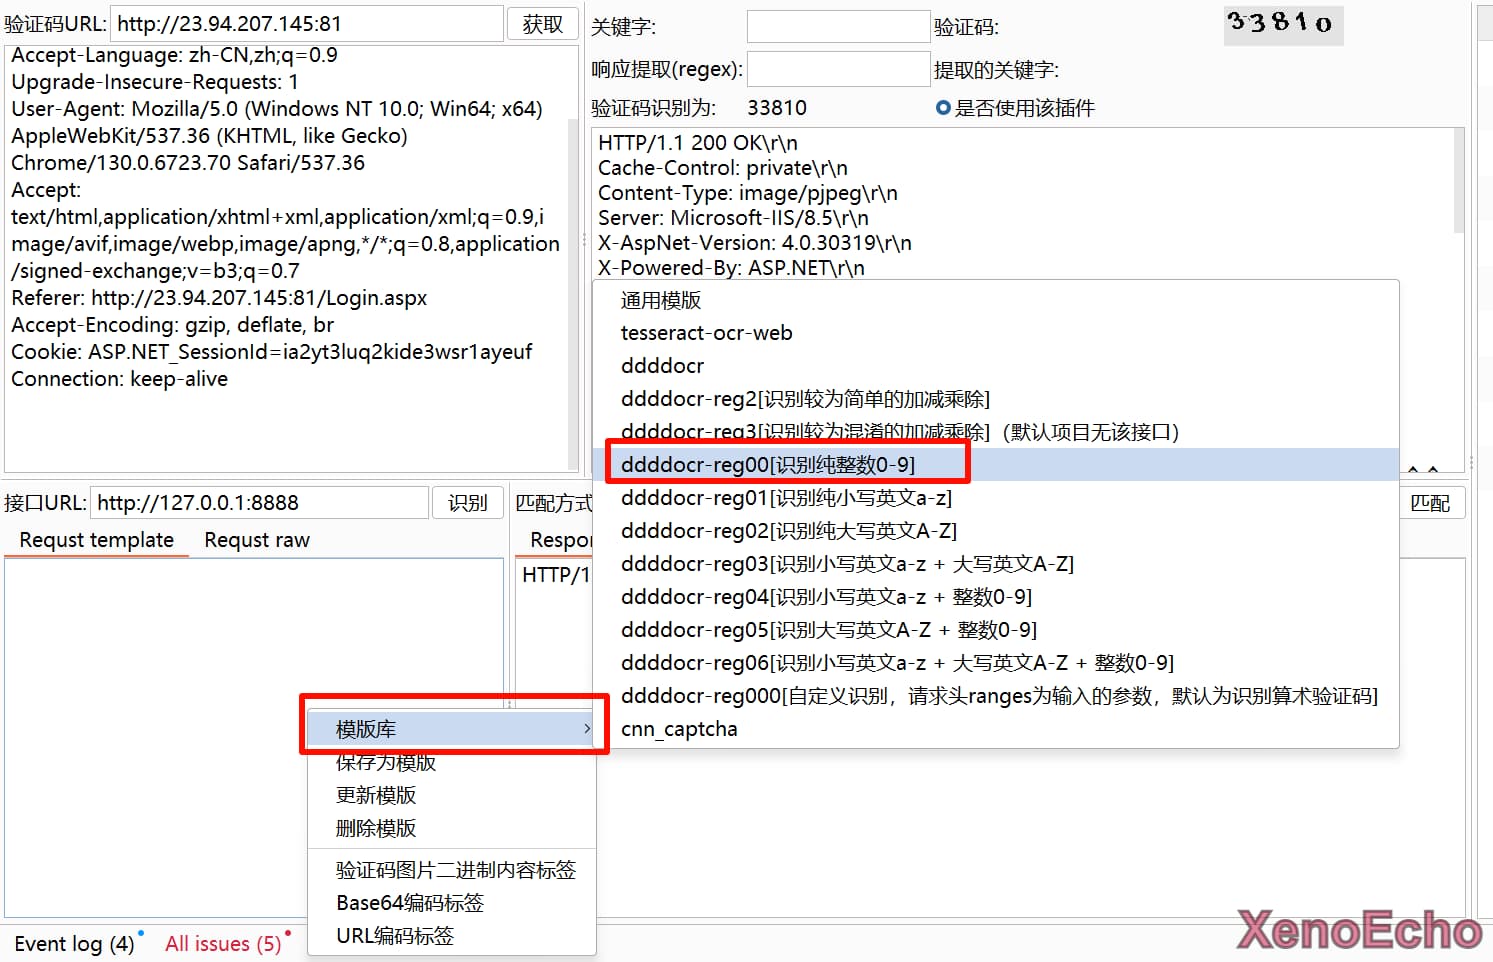 验证码URL: http://23.94.207.145:81 获取
Accept-Language: zh-CN,zh;q=0.9
Upgrade-Insecure-Requests: 1
User-Agent: Mozilla/5.0 (Windows NT 10.0; Win64; x64)
AppleWebKit/537.36 (KHTML, like Gecko)
Chrome/130.0.6723.70 Safari/537.36
Accept:
text/html,application/xhtml+xml,application/xml;q=0.9,i
mage/avif,image/webp,image/apng,*/*;q=0.8,application
/signed-exchange;v=b3;q=0.7
Referer: http://23.94.207.145:81/Login.aspx
Accept-Encoding: gzip, deflate, br
Cookie: ASP.NET_SessionId=ia2yt3luq2kide3wsr1ayeuf
Connection: keep-alive
关键字: 验证码: 33810
响应提取(regex): 提取的关键字:
验证码识别为: 33810 是否使用该插件
HTTP/1.1 200 OK\r\n
Cache-Control: private\r\n
Content-Type: image/pjpeg\r\n
Server: Microsoft-IIS/8.5\r\n
X-AspNet-Version: 4.0.30319\r\n
X-Powered-By: ASP.NET\r\n
通用模版
tesseract-ocr-web
ddddocr
ddddocr-reg2[识别较为简单的加减乘除]
ddddocr-reg3[识别较为混淆的加减乘除]（默认项目无该接口）
ddddocr-reg00[识别纯整数0-9]
ddddocr-reg01[识别纯小写英文a-z]
ddddocr-reg02[识别纯大写英文A-Z]
ddddocr-reg03[识别小写英文a-z + 大写英文A-Z]
ddddocr-reg04[识别小写英文a-z + 整数0-9]
ddddocr-reg05[识别大写英文A-Z + 整数0-9]
ddddocr-reg06[识别小写英文a-z + 大写英文A-Z + 整数0-9]
ddddocr-reg000[自定义识别，请求头ranges为输入的参数，默认为识别算术验证码]
cnn_captcha
接口URL: http://127.0.0.1:8888 识别 匹配方式 匹配
Requst template Requst raw Respo
HTTP/1
模版库
保存为模版
更新模版
删除模版
验证码图片二进制内容标签
Base64编码标签
URL编码标签
Event log (4) All issues (5)
XenoEcho